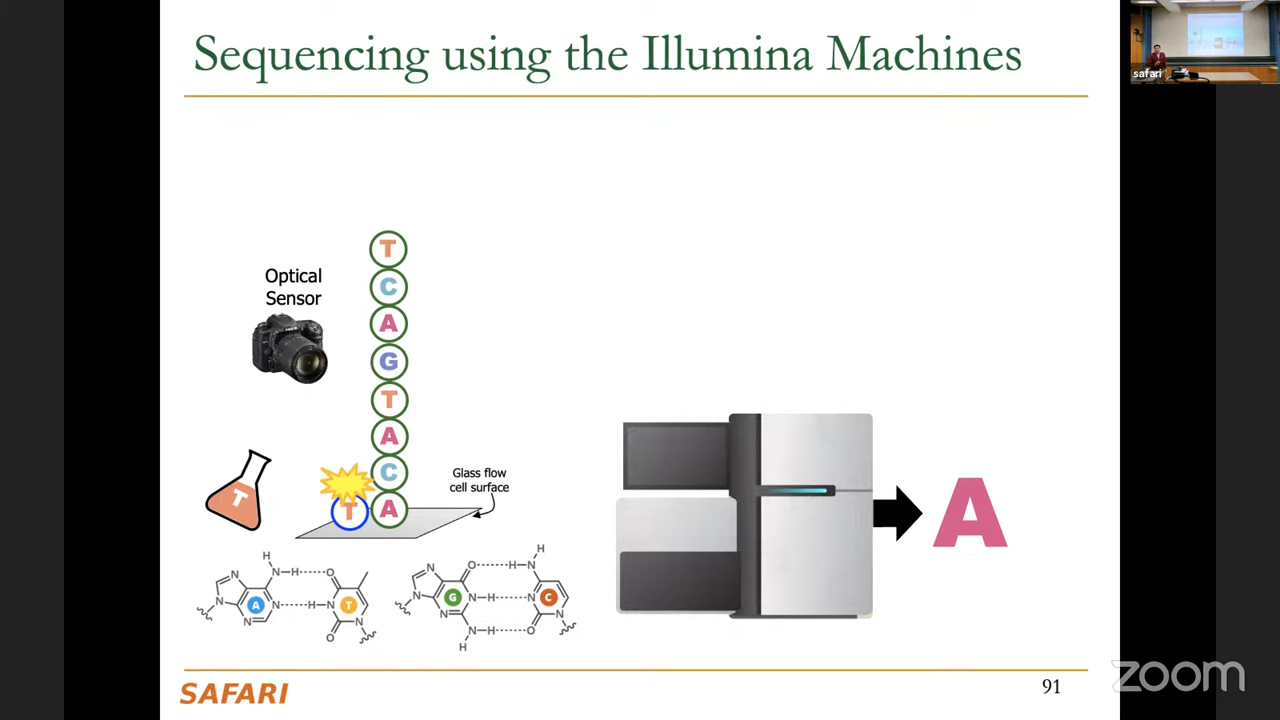 Sequencing using the Illumina Machines
safari
Optical
Sensor
T
C
A
G
T
A
C
A
T
T
Glass flow
cell surface
A
H
N
H
O
N
N
A
N
H
N
T
N
N
O
N
O
H
N
H
N
G
N
H
N
C
N
N
H
O
N
H
SAFARI
91
zoom